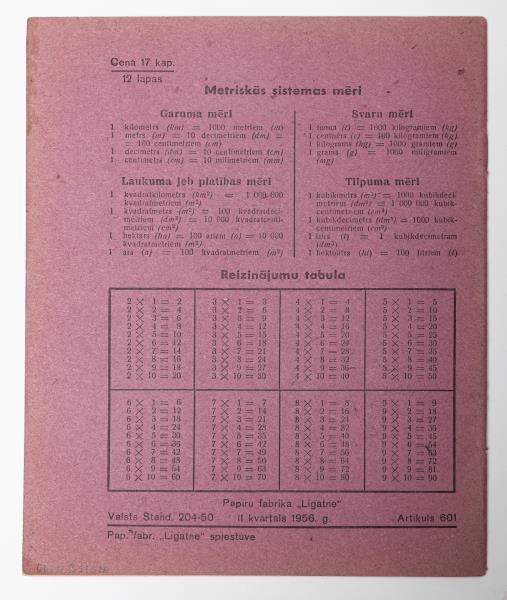 Cena 17 kap.
12 lapas
Metriskās sistemas mēri
Garuma mēri
1 kilometrs (km) = 1000 metriem (m)
1 metrs (m) = 10 decimetriem (dm) =
= 100 centimetriem (cm)
1 decimetrs (dm) = 10 centimetriem (cm)
1 centimetrs (cm) = 10 milimetriem (mm)
Svaru mēri
1 tonna (t) = 1000 kilogramiem (kg)
1 centners (c) = 100 kilogramiem (kg)
1 kilograms (kg) = 1000 gramiem (g)
1 grams (g) = 1000 miligramiem
(mg)
Laukuma jeb platības mēri
1 kvadrātkilometrs (km²) = 1 000 000
kvadrātmetriem (m²)
1 kvadrātmetrs (m²) = 100 kvadrātdeci-
metriem (dm²) = 10 000 kvadrātcenti-
metriem (cm²)
1 hektārs (ha) = 100 ariem (a) = 10 000
kvadrātmetriem (m²)
1 ars (a) = 100 kvadrātmetriem (m²)
Tilpuma mēri
1 kubikmetrs (m³) = 1000 kubikdeci-
metriem (dm³) = 1 000 000 kubik-
centimetriem (cm³)
1 kubikdecimetrs (dm³) = 1000 kubik-
centimetriem (cm³)
1 litrs (l) = 1 kubikdecimetram
(dm³)
1 hektolitrs (hl) = 100 litriem (l)
Reizinājumu tabula
2 × 1 = 2
2 × 2 = 4
2 × 3 = 6
2 × 4 = 8
2 × 5 = 10
2 × 6 = 12
2 × 7 = 14
2 × 8 = 16
2 × 9 = 18
2 × 10 = 20
3 × 1 = 3
3 × 2 = 6
3 × 3 = 9
3 × 4 = 12
3 × 5 = 15
3 × 6 = 18
3 × 7 = 21
3 × 8 = 24
3 × 9 = 27
3 × 10 = 30
4 × 1 = 4
4 × 2 = 8
4 × 3 = 12
4 × 4 = 16
4 × 5 = 20
4 × 6 = 24
4 × 7 = 28
4 × 8 = 32
4 × 9 = 36
4 × 10 = 40
5 × 1 = 5
5 × 2 = 10
5 × 3 = 15
5 × 4 = 20
5 × 5 = 25
5 × 6 = 30
5 × 7 = 35
5 × 8 = 40
5 × 9 = 45
5 × 10 = 50
6 × 1 = 6
6 × 2 = 12
6 × 3 = 18
6 × 4 = 24
6 × 5 = 30
6 × 6 = 36
6 × 7 = 42
6 × 8 = 48
6 × 9 = 54
6 × 10 = 60
7 × 1 = 7
7 × 2 = 14
7 × 3 = 21
7 × 4 = 28
7 × 5 = 35
7 × 6 = 42
7 × 7 = 49
7 × 8 = 56
7 × 9 = 63
7 × 10 = 70
8 × 1 = 8
8 × 2 = 16
8 × 3 = 24
8 × 4 = 32
8 × 5 = 40
8 × 6 = 48
8 × 7 = 56
8 × 8 = 64
8 × 9 = 72
8 × 10 = 80
9 × 1 = 9
9 × 2 = 18
9 × 3 = 27
9 × 4 = 36
9 × 5 = 45
9 × 6 = 54
9 × 7 = 63
9 × 8 = 72
9 × 9 = 81
9 × 10 = 90
Papīru fabrika „Līgatne"
Valsts Stand. 204-50 II kvartals 1956. g. Artikuls 601
Pap. fabr. „Līgatne" spiestuve